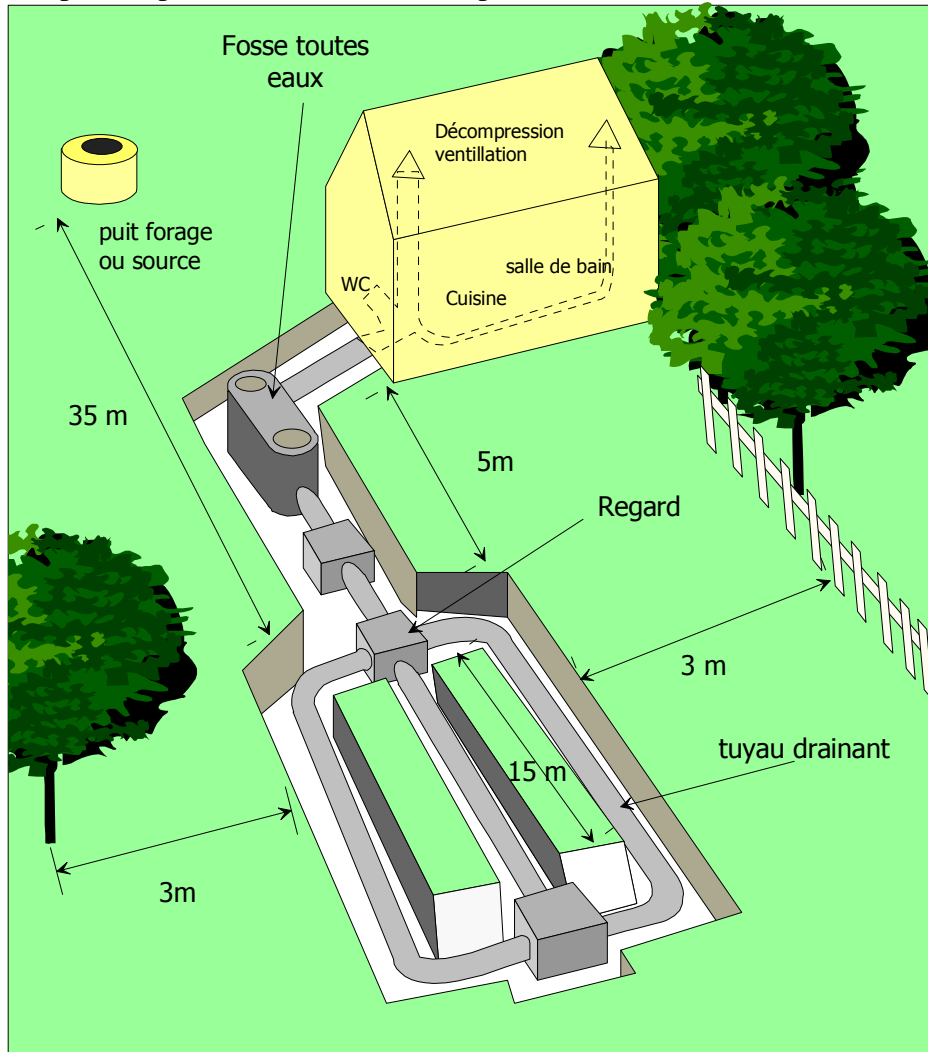 Fosse toutes
eaux
Décompression
ventillation
puit forage
ou source
salle de bain
WC
Cuisine
35 m
5m
Regard
3 m
15 m
tuyau drainant
3m